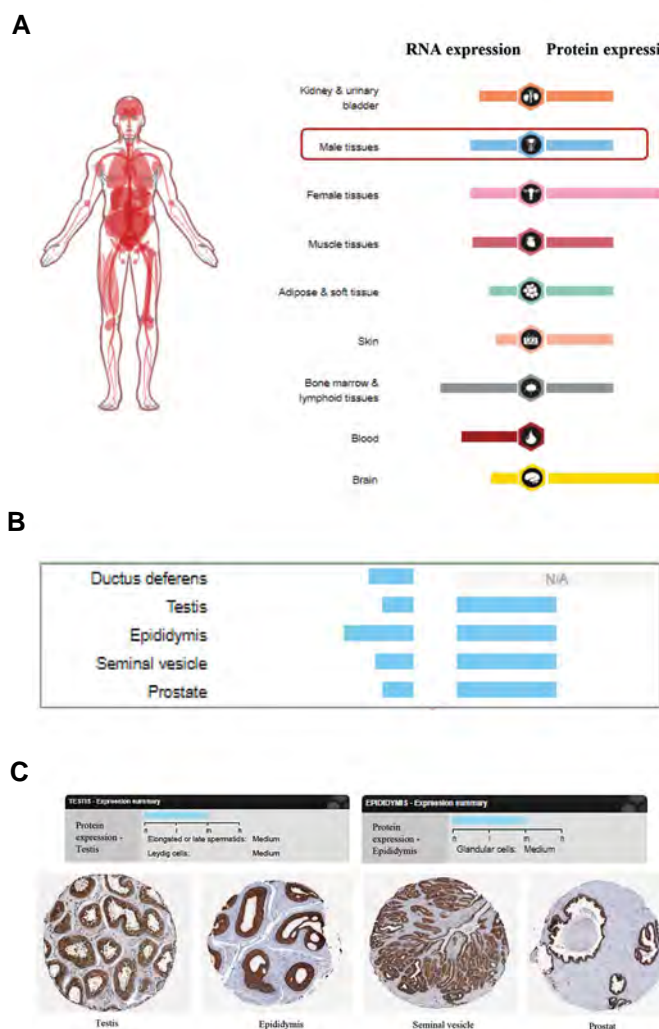 A
RNA expression Protein expressi
Kidney & urinary
bladder
Male tissues
Female tissues
Muscle tissues
Adipose & soft tissue
Skin
Bone marrow &
lymphoid tissues
Blood
Brain
B
Ductus deferens N/A
Testis
Epididymis
Seminal vesicle
Prostate
C
TESTIS - Expression summary
Protein
expression -
Testis
n l m n
Elongated or late spermatids: Medium
Leydig cells: Medium
EPIDIDYMIS - Expression summary
Protein
expression -
Epididymis
n l m n
Glandular cells: Medium
Testis Epididymis Seminal vesicle Prostat